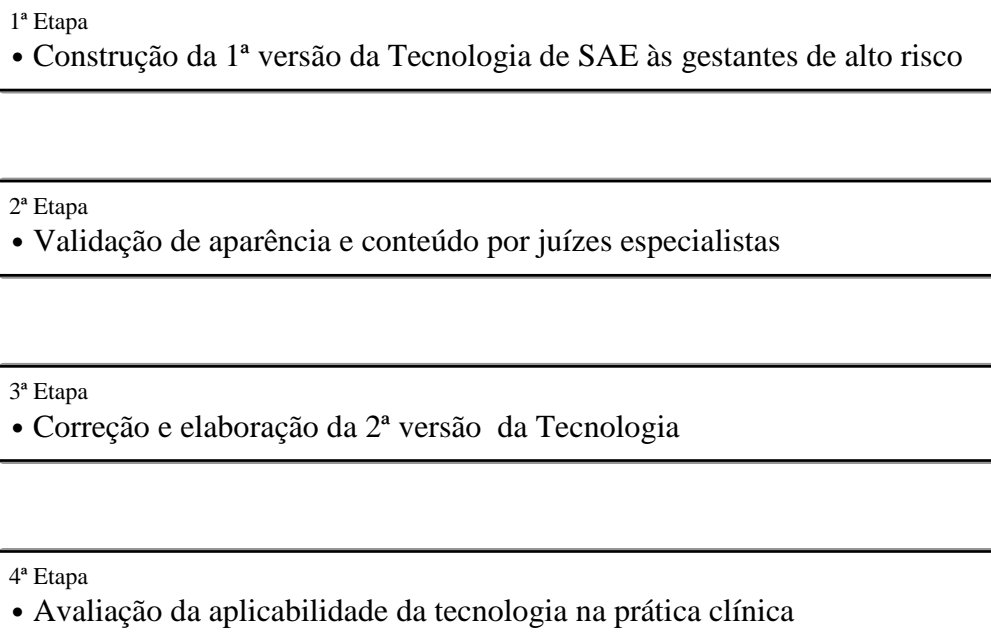 1ª Etapa
• Construção da 1ª versão da Tecnologia de SAE às gestantes de alto risco
2ª Etapa
• Validação de aparência e conteúdo por juízes especialistas
3ª Etapa
• Correção e elaboração da 2ª versão da Tecnologia
4ª Etapa
• Avaliação da aplicabilidade da tecnologia na prática clínica